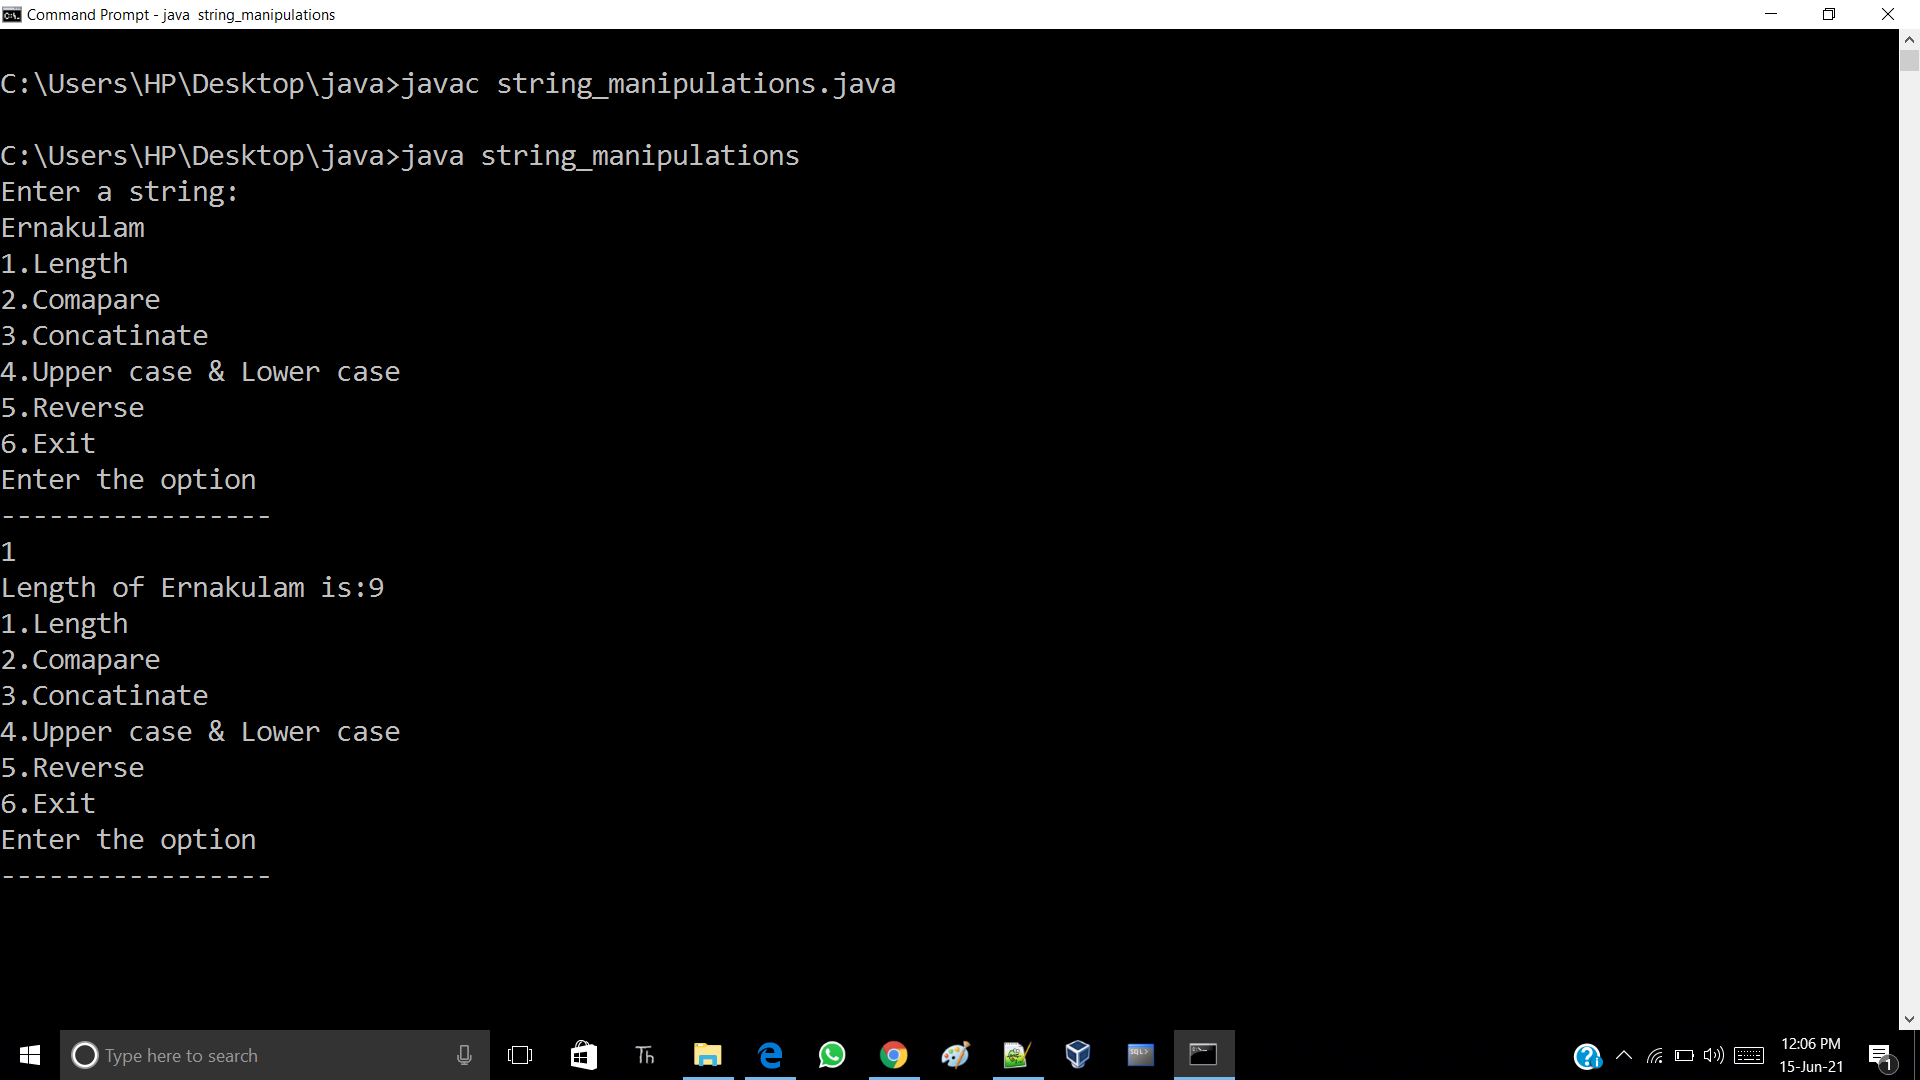 Command Prompt - java  string_manipulations
C:\Users\HP\Desktop\java>javac string_manipulations.java
C:\Users\HP\Desktop\java>java string_manipulations
Enter a string:
Ernakulam
1.Length
2.Comapare
3.Concatinate
4.Upper case & Lower case
5.Reverse
6.Exit
Enter the option
-----------------
1
Length of Ernakulam is:9
1.Length
2.Comapare
3.Concatinate
4.Upper case & Lower case
5.Reverse
6.Exit
Enter the option
-----------------
Type here to search
Th
SQL>
12:06 PM
15-Jun-21
1